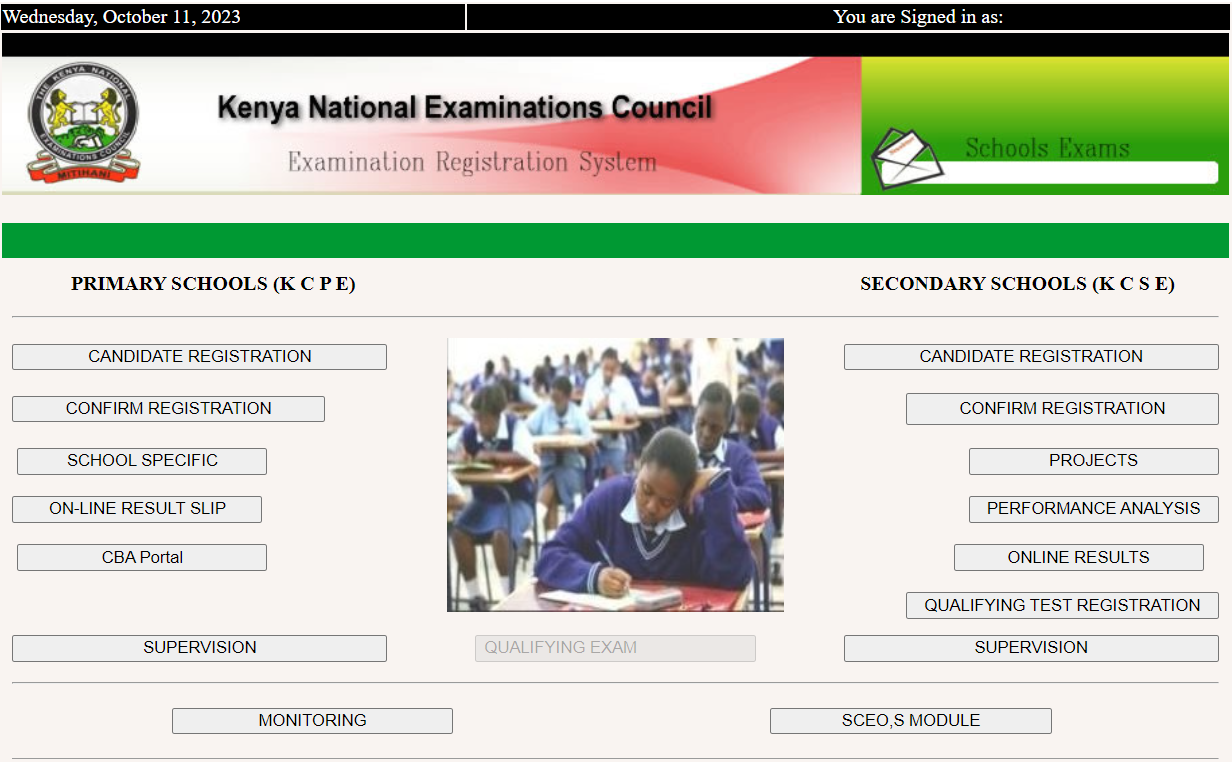 Wednesday, October 11, 2023
You are Signed in as:
THE KENYA NATIONAL EXAMINATIONS COUNCIL
MITIHANI
Kenya National Examinations Council
Examination Registration System
Schools Exams
PRIMARY SCHOOLS (K C P E)
SECONDARY SCHOOLS (K C S E)
CANDIDATE REGISTRATION
CANDIDATE REGISTRATION
CONFIRM REGISTRATION
CONFIRM REGISTRATION
SCHOOL SPECIFIC
PROJECTS
ON-LINE RESULT SLIP
PERFORMANCE ANALYSIS
CBA Portal
ONLINE RESULTS
QUALIFYING TEST REGISTRATION
SUPERVISION
QUALIFYING EXAM
SUPERVISION
MONITORING
SCEO,S MODULE